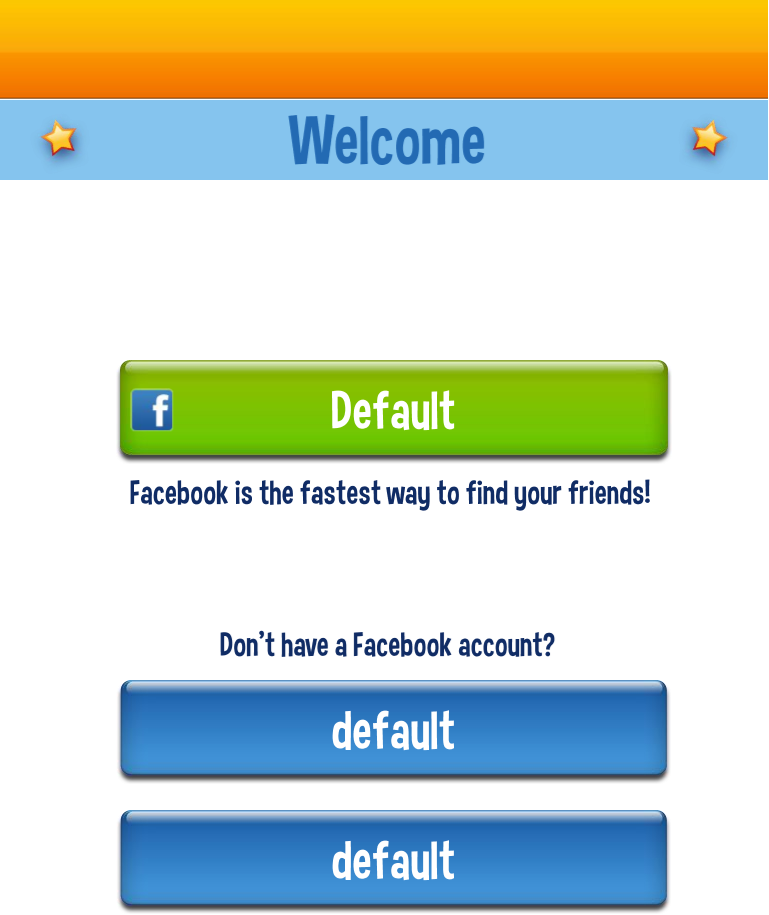 Welcome
Default
Facebook is the fastest way to find your friends!
Don't have a Facebook account?
default
default